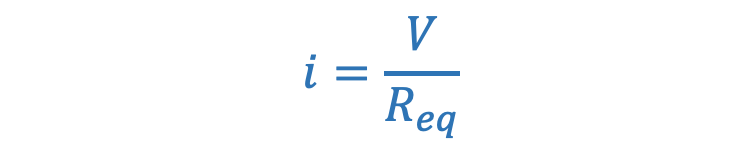 i = V / R_eq